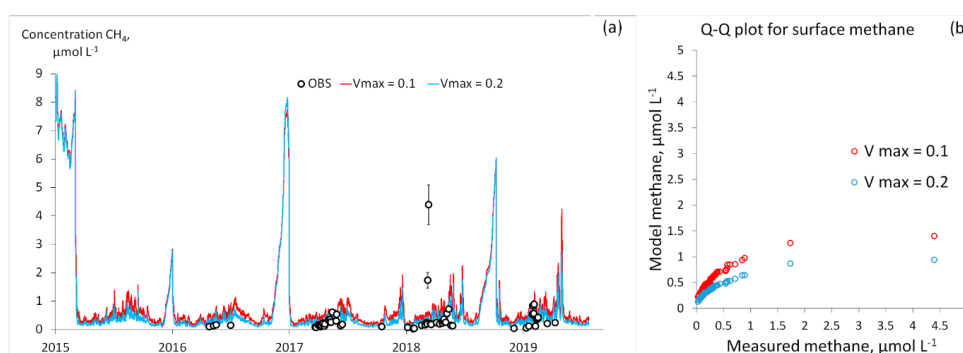 (a)
Concentration CH4,
µmol L-1
9
8
7
6
5
4
3
2
1
0
OBS Vmax = 0.1 Vmax = 0.2
2015 2016 2017 2018 2019
Q-Q plot for surface methane
(b
Model methane, µmol L-1
5
4.5
4
3.5
3
2.5
2
1.5
1
0.5
0
V max = 0.1
V max = 0.2
0 0.5 1 1.5 2 2.5 3 3.5 4 4.5
Measured methane, µmol L-1